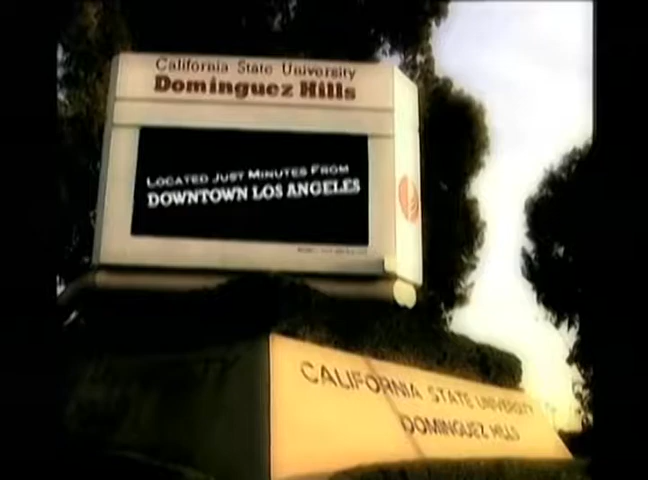 California State University
Dominguez Hills
LOCATED JUST MINUTES FROM
DOWNTOWN LOS ANGELES
CALIFORNIA STATE UNIVERSITY
DOMINGUEZ HILLS